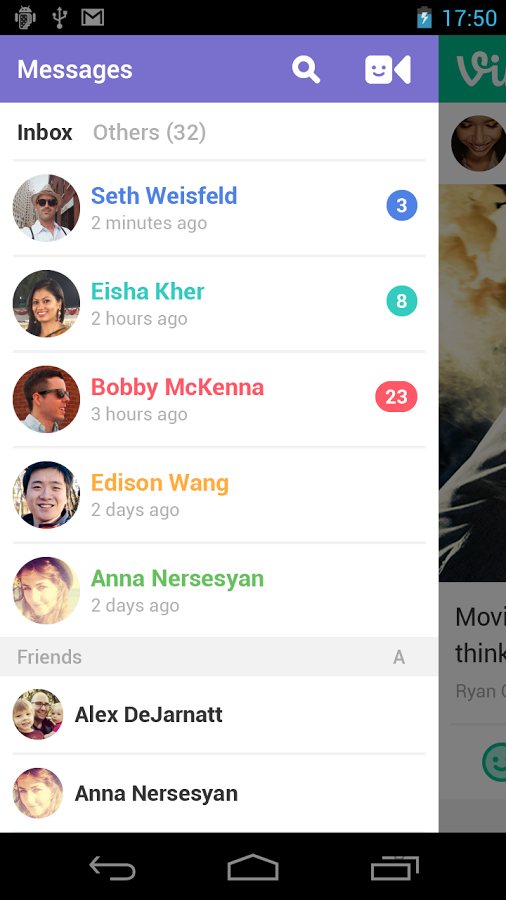 17:50
Messages
Inbox Others (32)
Seth Weisfeld
2 minutes ago
3
Eisha Kher
2 hours ago
8
Bobby McKenna
3 hours ago
23
Edison Wang
2 days ago
Anna Nersesyan
2 days ago
Friends A
Alex DeJarnatt
Anna Nersesyan
Movi
think
Ryan